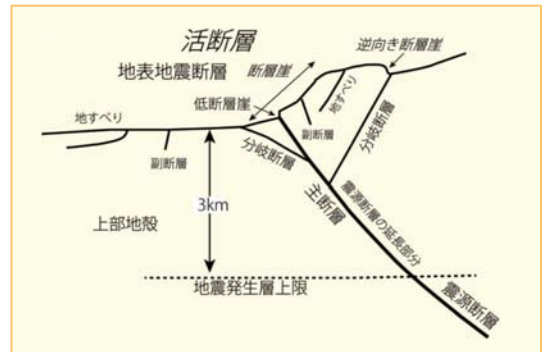 活断層
逆向き断層崖
地表地震断層
断層崖
地すべり
低断層崖
地すべり
副断層
分岐断層
副断層
分岐断層
主断層
3km
上部地殻
震源断層の延長部分
地震発生層上限
震源断層